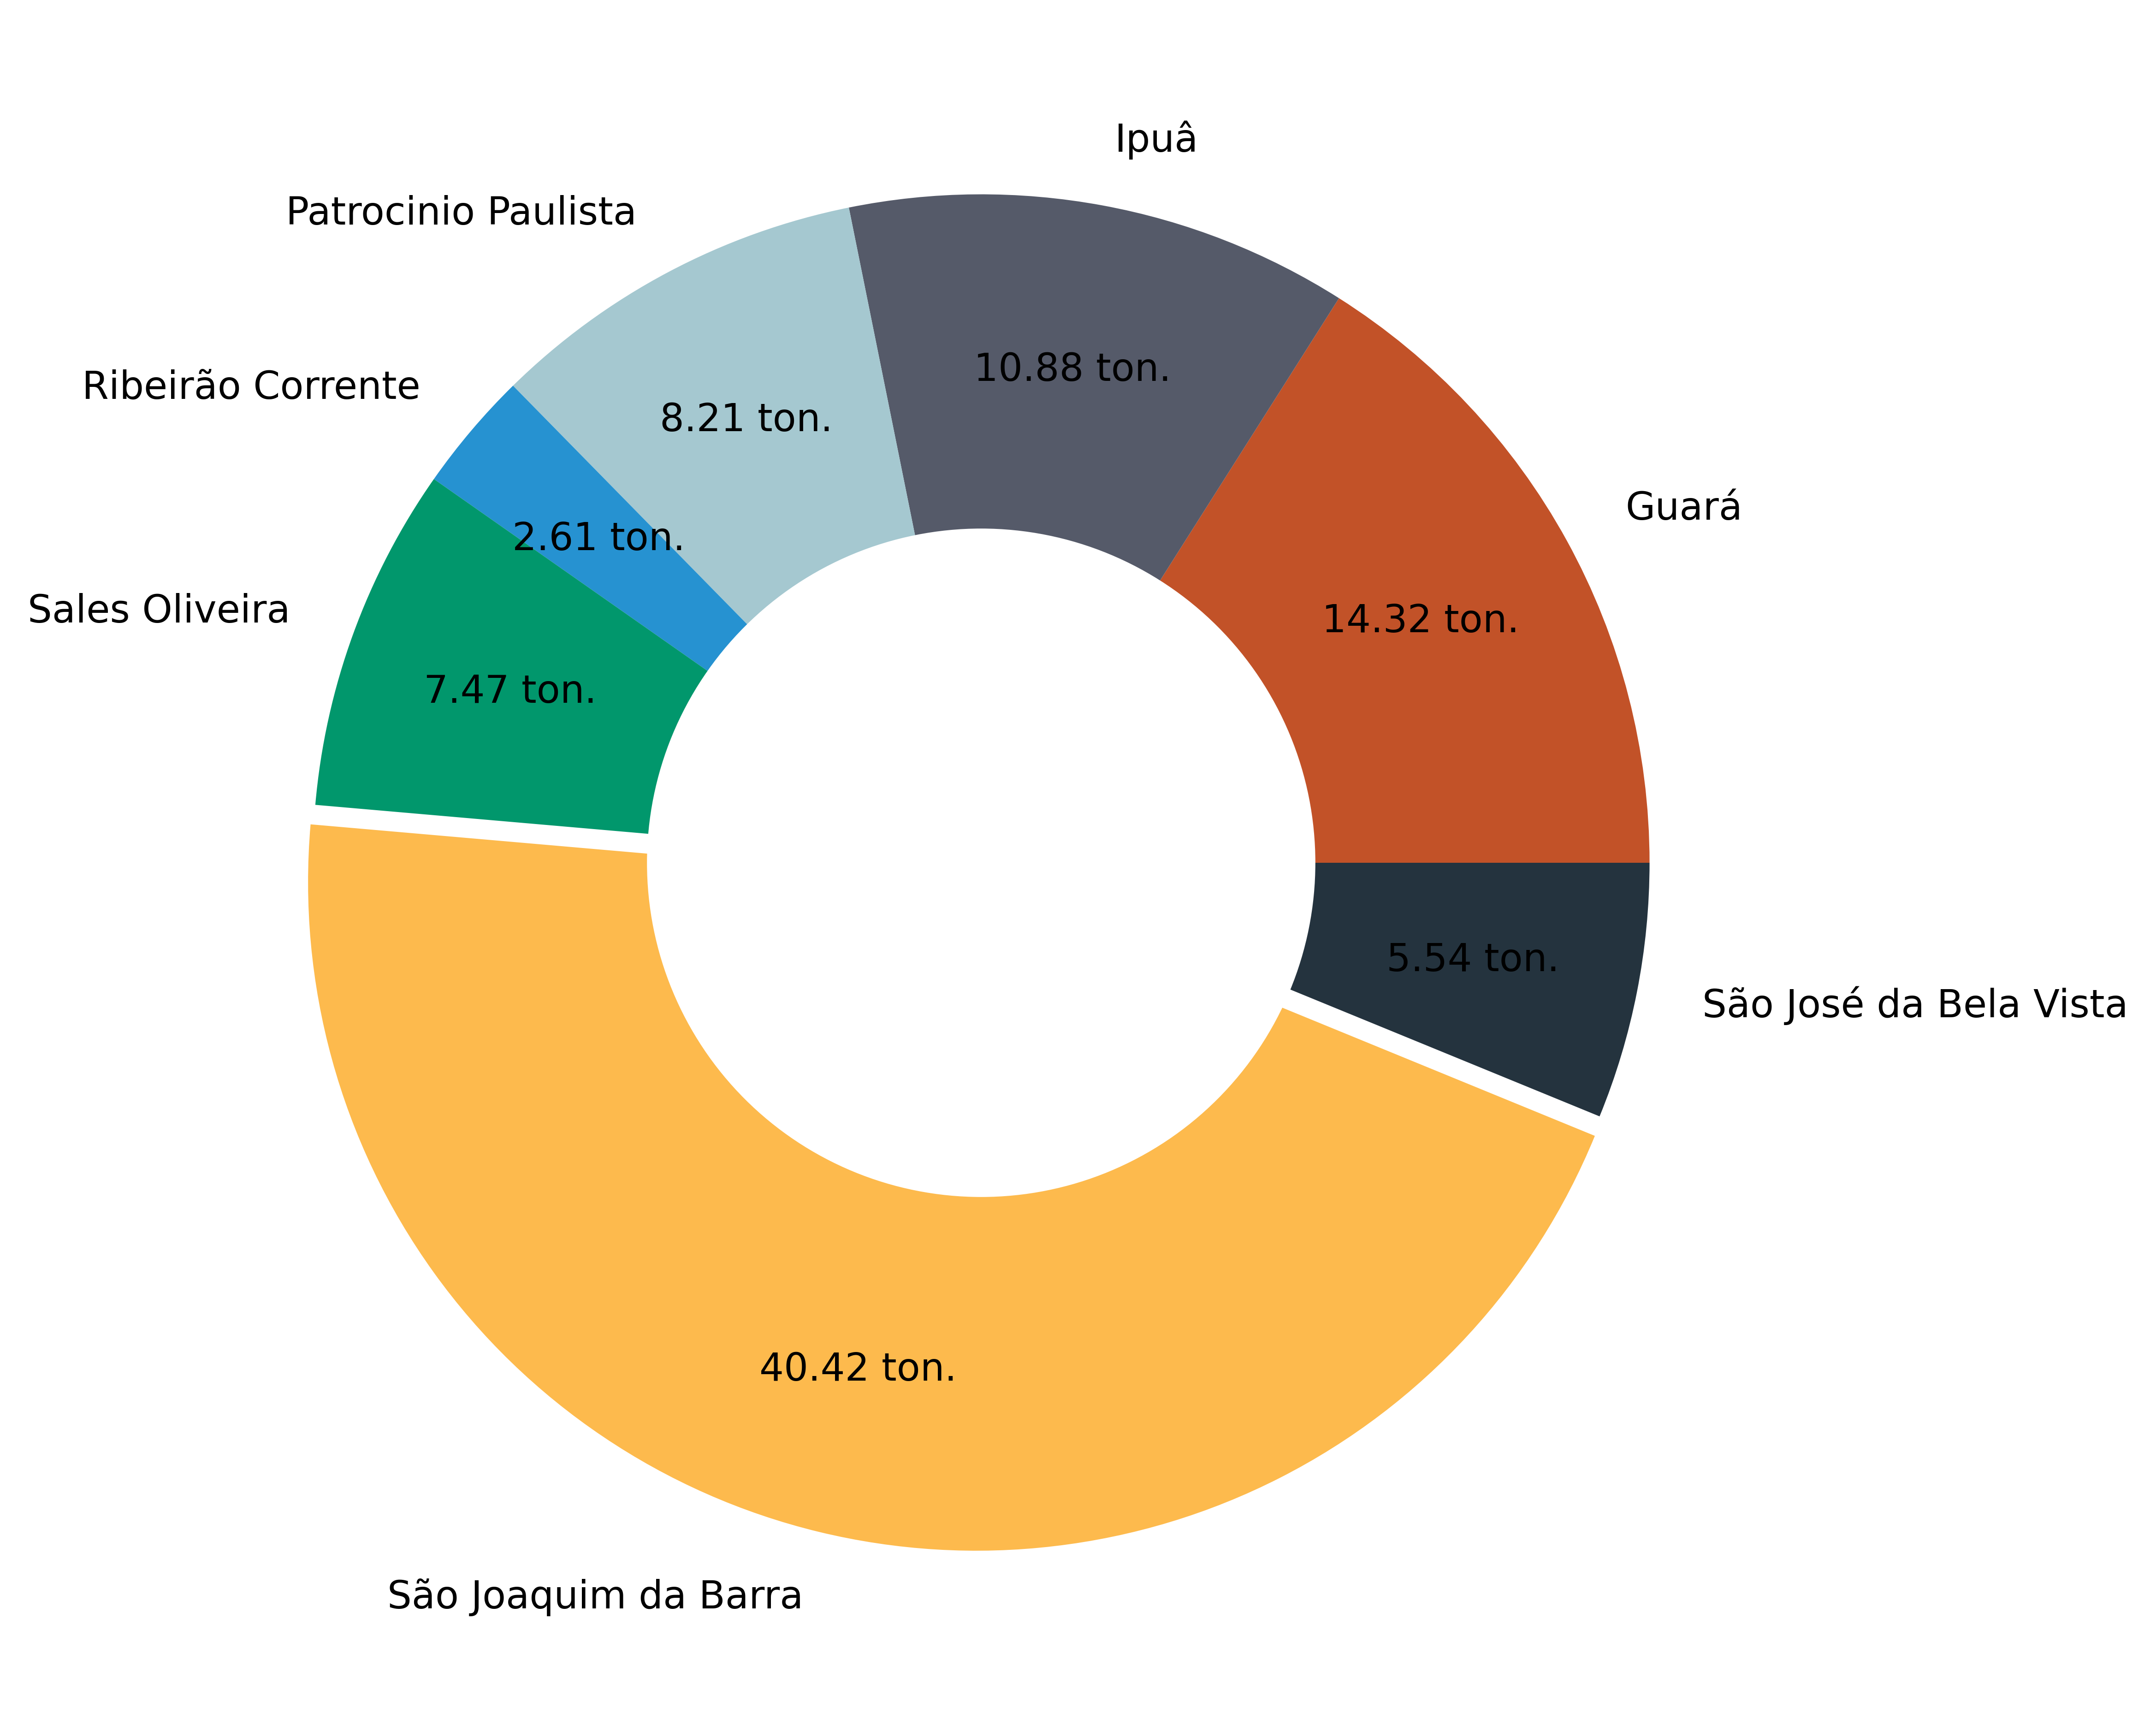 Ipuâ
Patrocinio Paulista
10.88 ton.
Ribeirão Corrente
8.21 ton.
Guará
2.61 ton.
Sales Oliveira
14.32 ton.
7.47 ton.
5.54 ton.
São José da Bela Vista
40.42 ton.
São Joaquim da Barra